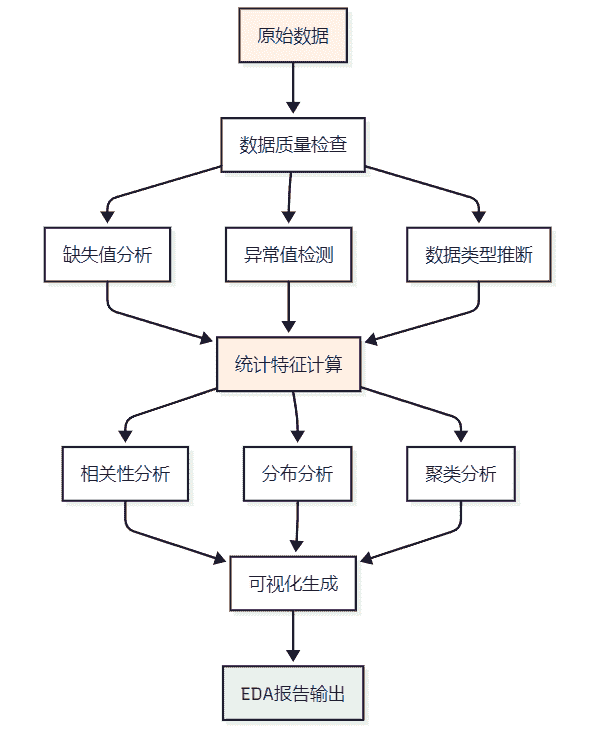 原始数据
数据质量检查
缺失值分析
异常值检测
数据类型推断
统计特征计算
相关性分析
分布分析
聚类分析
可视化生成
EDA报告输出